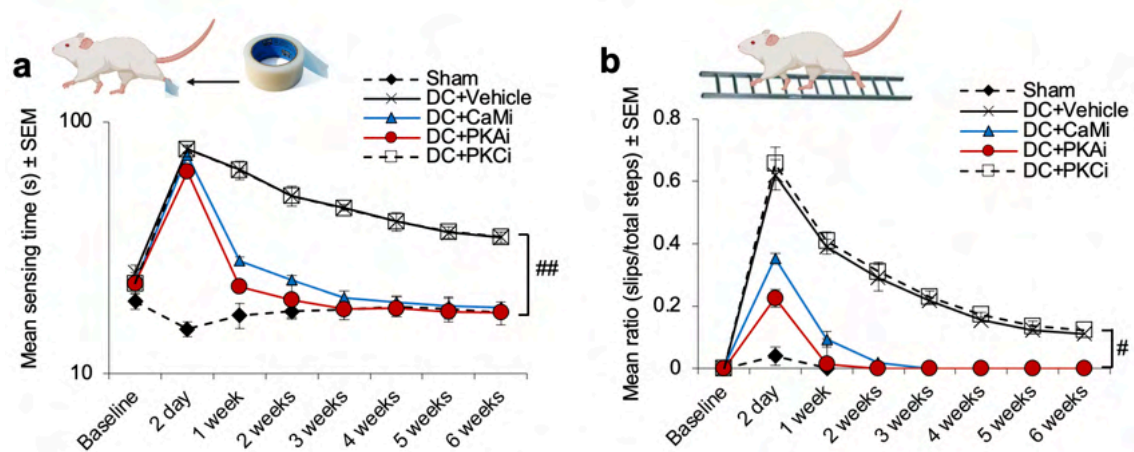 a
Sham
DC+Vehicle
DC+CaMi
DC+PKAi
DC+PKCi
Mean sensing time (s) ± SEM
100
10
##
Baseline
2 day
1 week
2 weeks
3 weeks
4 weeks
5 weeks
6 weeks
b
Sham
DC+Vehicle
DC+CaMi
DC+PKAi
DC+PKCi
Mean ratio (slips/total steps) ± SEM
0.8
0.6
0.4
0.2
0
#
Baseline
2 day
1 week
2 weeks
3 weeks
4 weeks
5 weeks
6 weeks